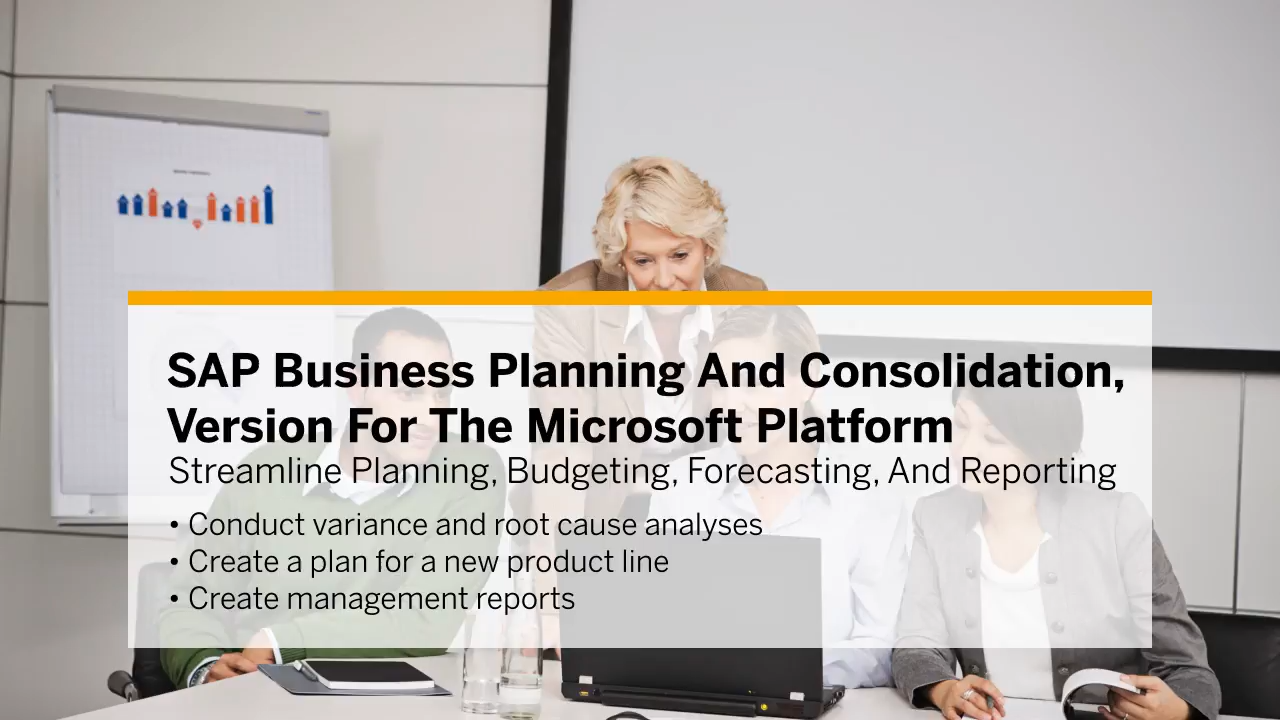 SAP Business Planning And Consolidation,
Version For The Microsoft Platform
Streamline Planning, Budgeting, Forecasting, And Reporting
• Conduct variance and root cause analyses
• Create a plan for a new product line
• Create management reports